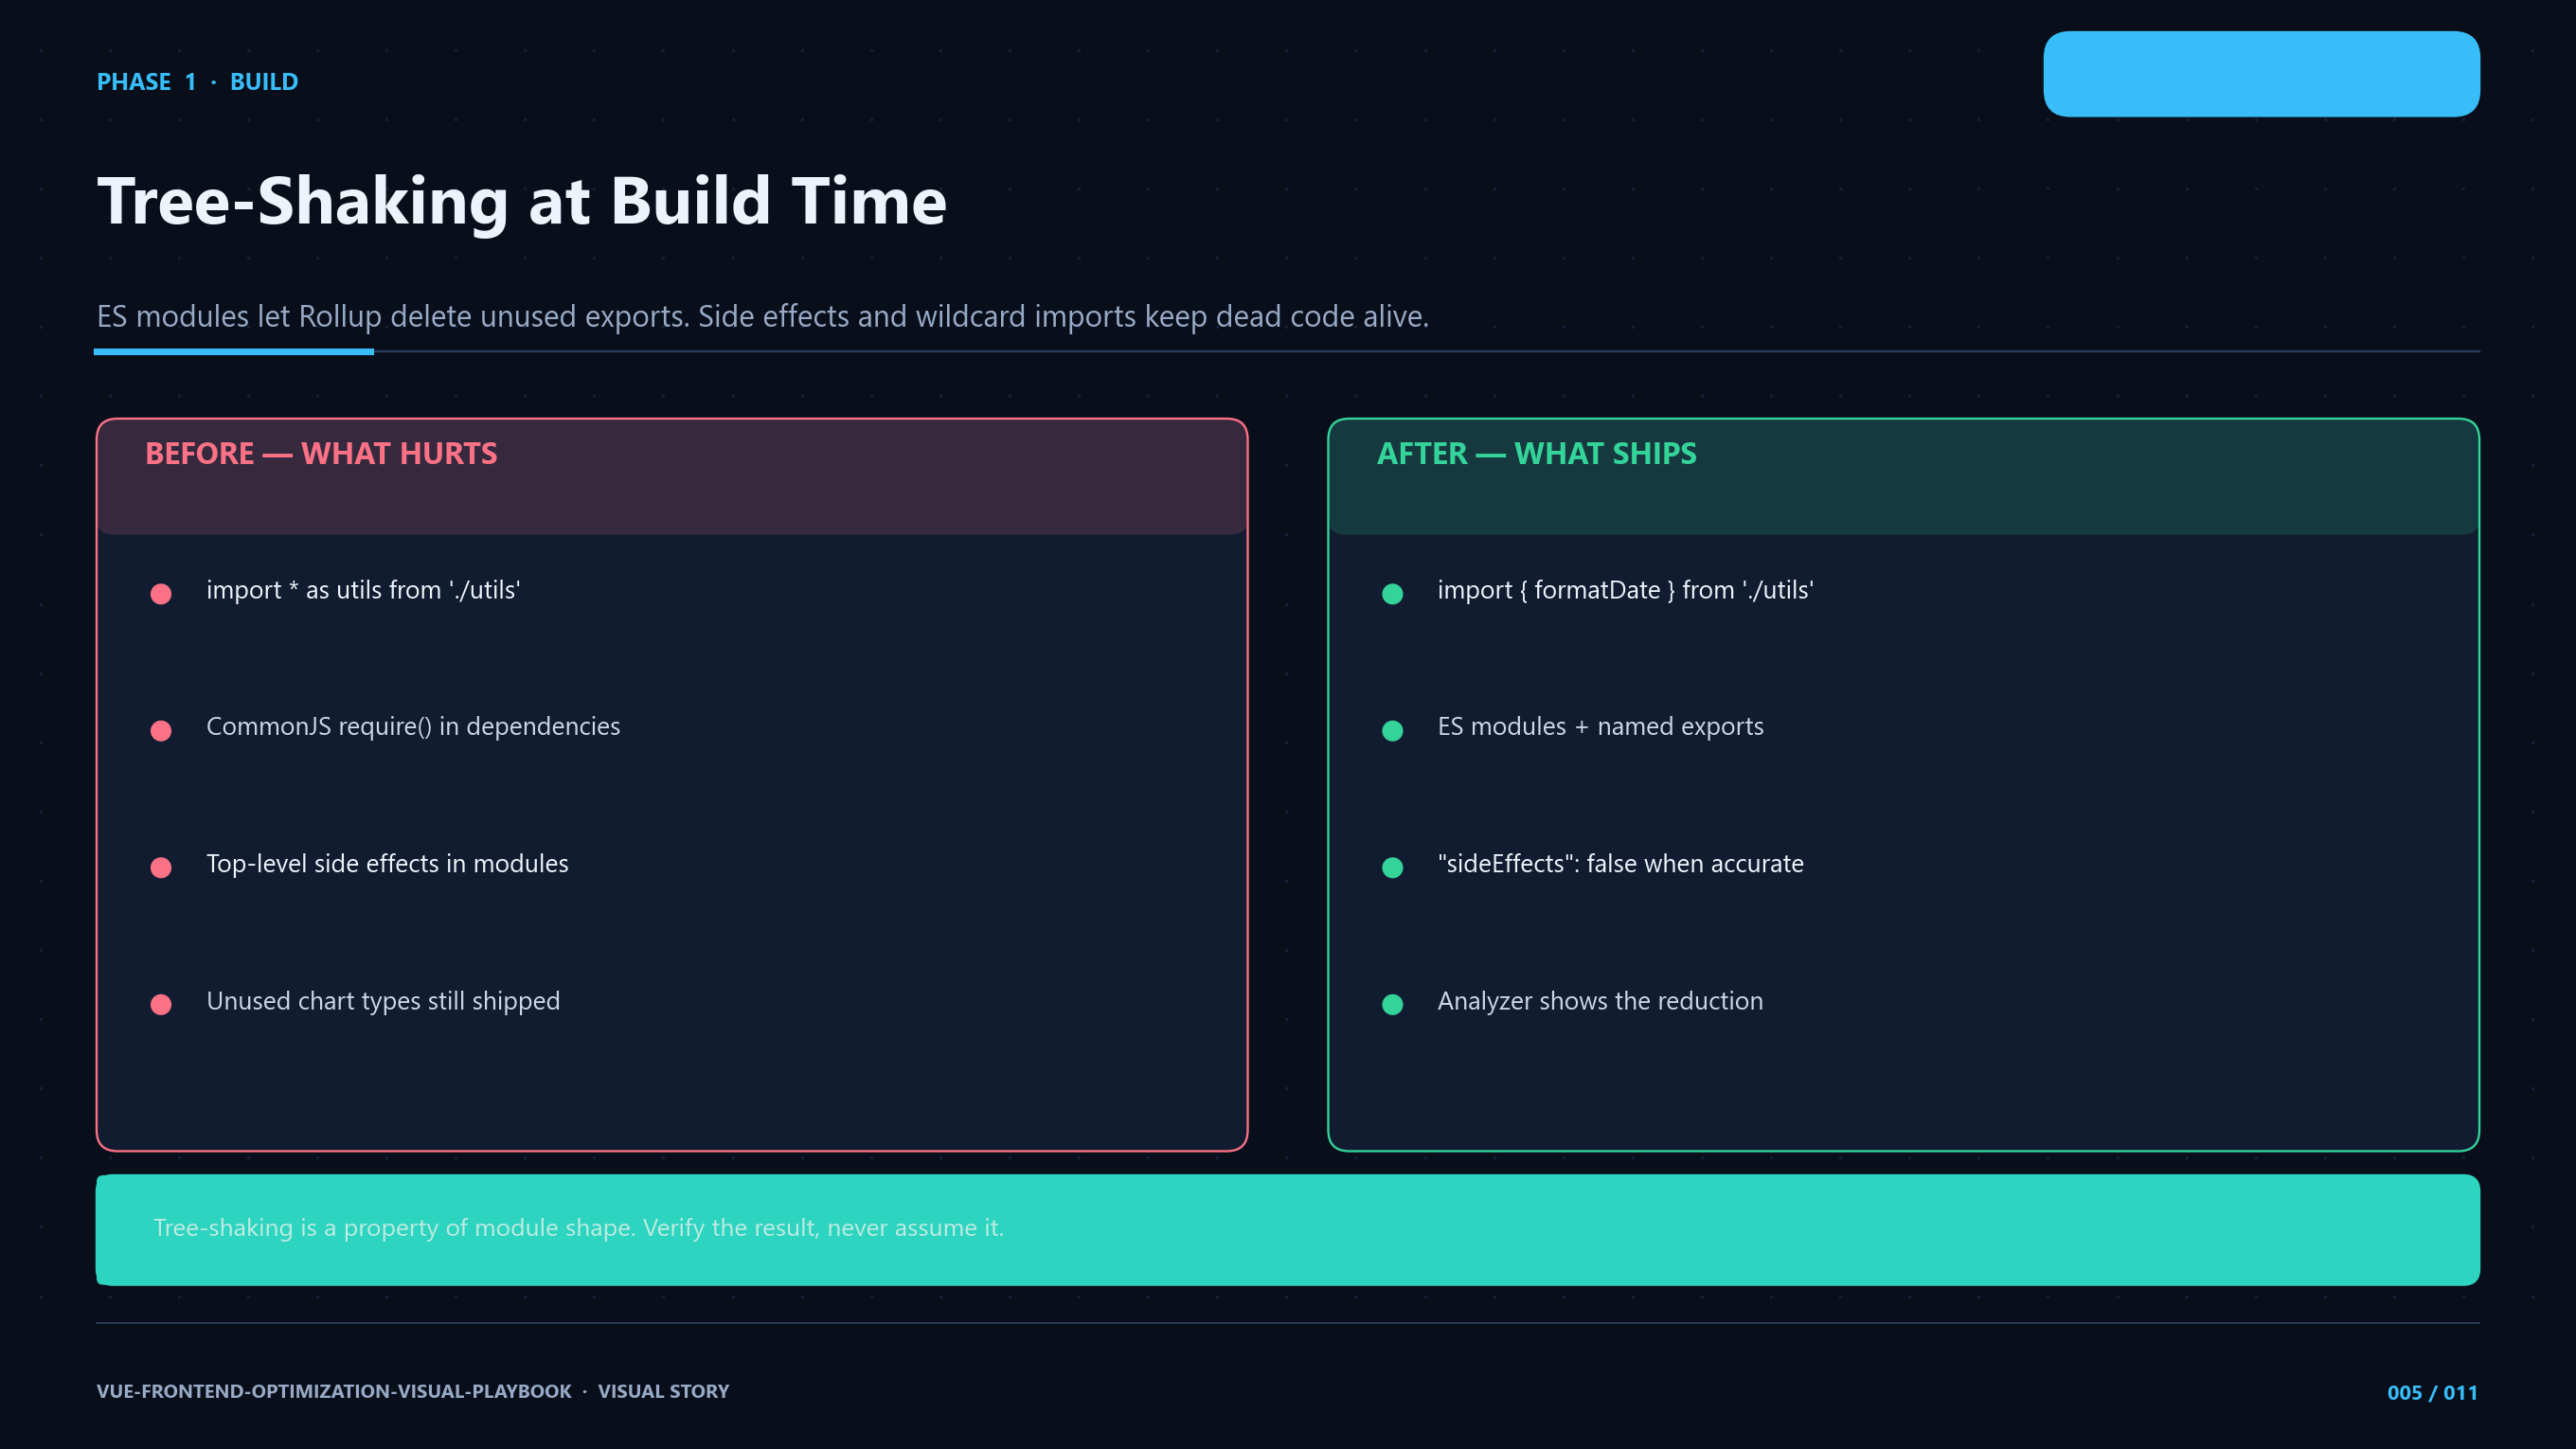 PHASE 1 · BUILD
Tree-Shaking at Build Time
ES modules let Rollup delete unused exports. Side effects and wildcard imports keep dead code alive.
BEFORE — WHAT HURTS
import * as utils from './utils'
CommonJS require() in dependencies
Top-level side effects in modules
Unused chart types still shipped
AFTER — WHAT SHIPS
import { formatDate } from './utils'
ES modules + named exports
"sideEffects": false when accurate
Analyzer shows the reduction
Tree-shaking is a property of module shape. Verify the result, never assume it.
VUE-FRONTEND-OPTIMIZATION-VISUAL-PLAYBOOK · VISUAL STORY
005 / 011